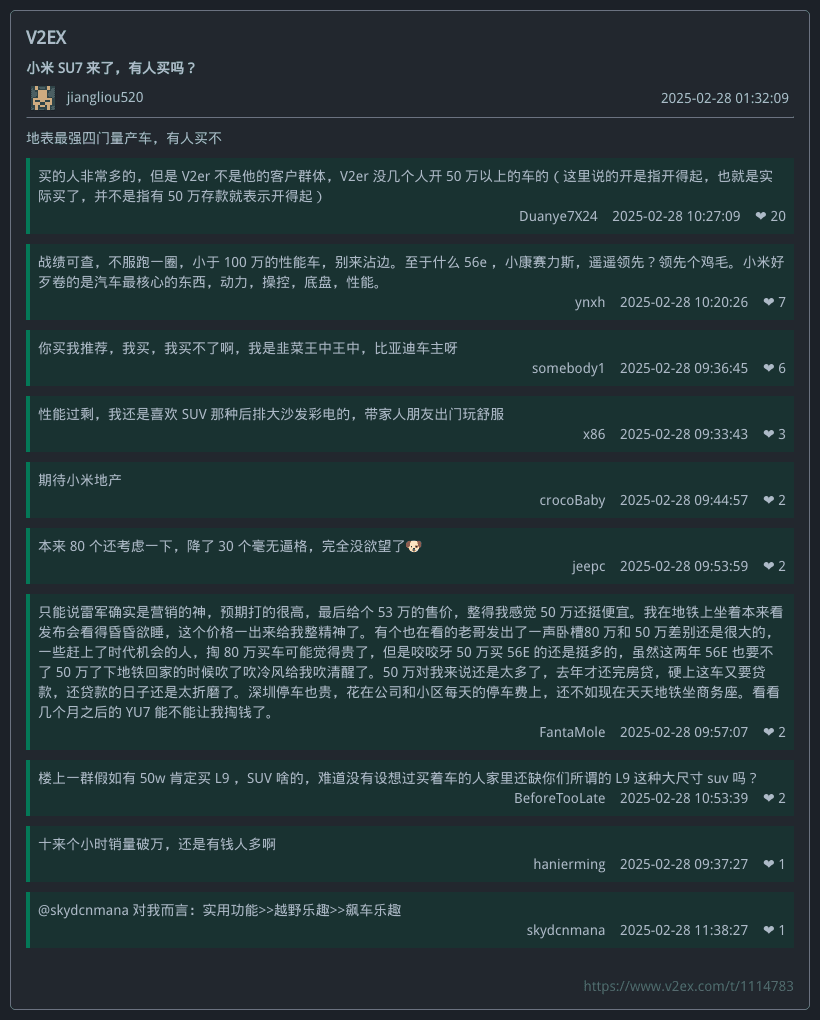 V2EX
小米 SU7 来了，有人买吗？
jiangliou520 2025-02-28 01:32:09
地表最强四门量产车，有人买不
买的人非常多的，但是 V2er 不是他的客户群体，V2er 没几个人开 50 万以上的车的（这里说的开是指开得起，也就是实
际买了，并不是指有 50 万存款就表示开得起）
Duanye7X24 2025-02-28 10:27:09 ❤ 20
战绩可查，不服跑一圈，小于 100 万的性能车，别来沾边。至于什么 56e ，小康赛力斯，遥遥领先？领先个鸡毛。小米好
歹卷的是汽车最核心的东西，动力，操控，底盘，性能。
ynxh 2025-02-28 10:20:26 ❤ 7
你买我推荐，我买，我买不了啊，我是韭菜王中王中，比亚迪车主呀
somebody1 2025-02-28 09:36:45 ❤ 6
性能过剩，我还是喜欢 SUV 那种后排大沙发彩电的，带家人朋友出门玩舒服
x86 2025-02-28 09:33:43 ❤ 3
期待小米地产
crocoBaby 2025-02-28 09:44:57 ❤ 2
本来 80 个还考虑一下，降了 30 个毫无逼格，完全没欲望了🐶
jeepc 2025-02-28 09:53:59 ❤ 2
只能说雷军确实是营销的神，预期打的很高，最后给个 53 万的售价，整得我感觉 50 万还挺便宜。我在地铁上坐着本来看
发布会看得昏昏欲睡，这个价格一出来给我整精神了。有个也在看的老哥发出了一声卧槽80 万和 50 万差别还是很大的，
一些赶上了时代机会的人，掏 80 万买车可能觉得贵了，但是咬咬牙 50 万买 56E 的还是挺多的，虽然这两年 56E 也要不
了 50 万了下地铁回家的时候吹了吹冷风给我吹清醒了。50 万对我来说还是太多了，去年才还完房贷，硬上这车又要贷
款，还贷款的日子还是太折磨了。深圳停车也贵，花在公司和小区每天的停车费上，还不如现在天天地铁坐商务座。看看
几个月之后的 YU7 能不能让我掏钱了。
FantaMole 2025-02-28 09:57:07 ❤ 2
楼上一群假如有 50w 肯定买 L9 ，SUV 啥的，难道没有设想过买着车的人家里还缺你们所谓的 L9 这种大尺寸 suv 吗？
BeforeTooLate 2025-02-28 10:53:39 ❤ 2
十来个小时销量破万，还是有钱人多啊
hanierming 2025-02-28 09:37:27 ❤ 1
@skydcnmana 对我而言：实用功能>>越野乐趣>>飙车乐趣
skydcnmana 2025-02-28 11:38:27 ❤ 1
https://www.v2ex.com/t/1114783